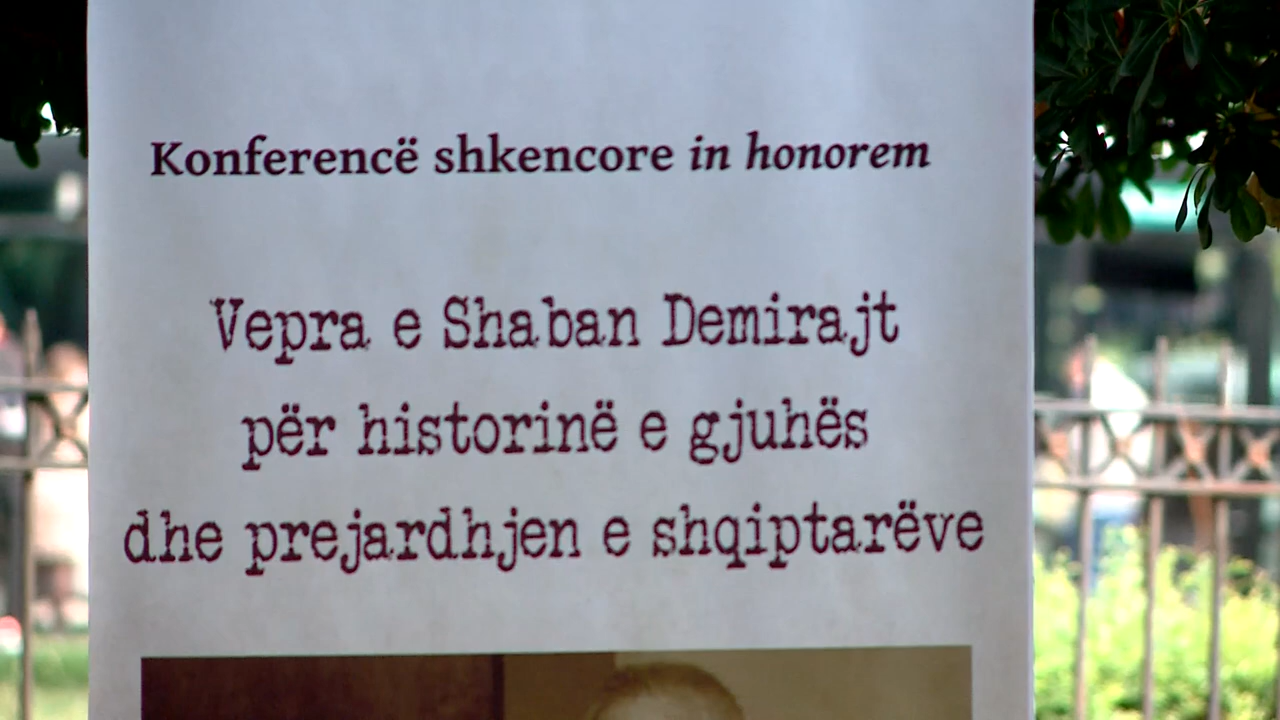 Konferencë shkencore in honorem
Vepra e Shaban Demirajt
për historinë e gjuhës
dhe prejardhjen e shqiptarëve